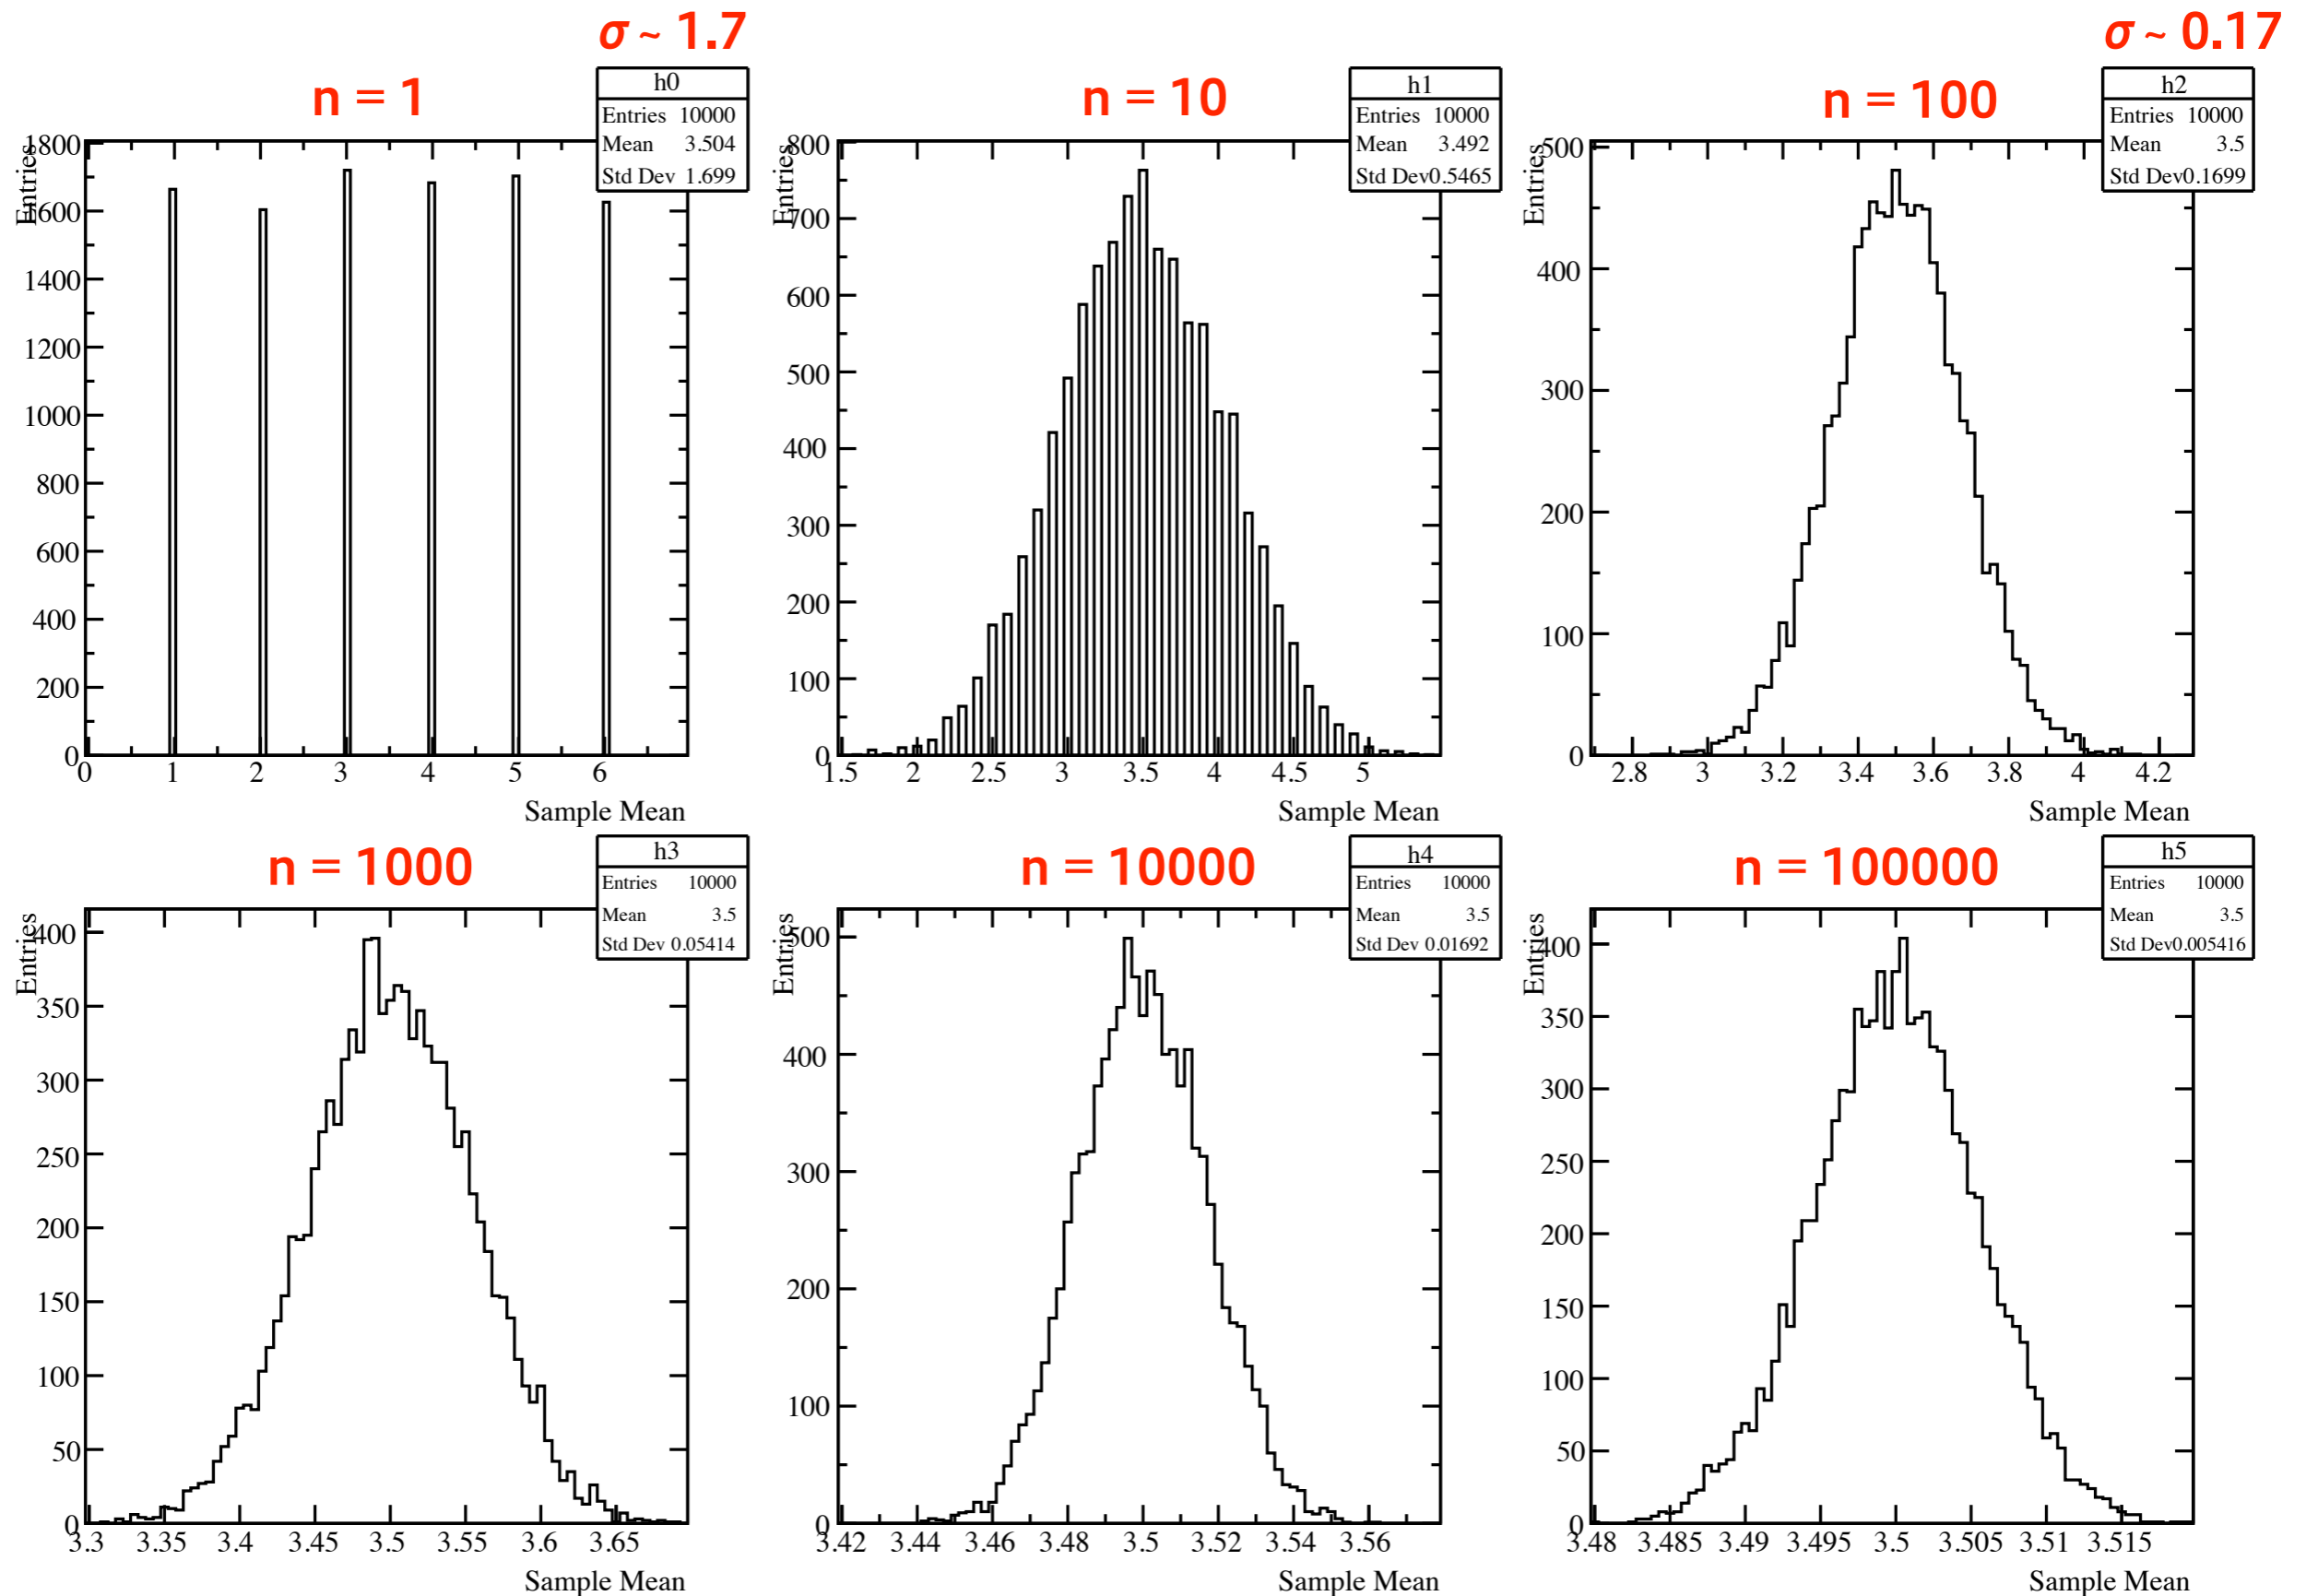 σ ~ 1.7
σ ~ 0.17
n = 1
h0
Entries 10000
Mean 3.504
Std Dev 1.699
Entries
1800
1600
1400
1200
1000
800
600
400
200
0
0 1 2 3 4 5 6
Sample Mean
n = 10
h1
Entries 10000
Mean 3.492
Std Dev 0.5465
Entries
800
700
600
500
400
300
200
100
0
1.5 2 2.5 3 3.5 4 4.5 5
Sample Mean
n = 100
h2
Entries 10000
Mean 3.5
Std Dev 0.1699
Entries
500
400
300
200
100
0
2.8 3 3.2 3.4 3.6 3.8 4 4.2
Sample Mean
n = 1000
h3
Entries 10000
Mean 3.5
Std Dev 0.05414
Entries
400
350
300
250
200
150
100
50
0
3.3 3.35 3.4 3.45 3.5 3.55 3.6 3.65
Sample Mean
n = 10000
h4
Entries 10000
Mean 3.5
Std Dev 0.01692
Entries
500
400
300
200
100
0
3.42 3.44 3.46 3.48 3.5 3.52 3.54 3.56
Sample Mean
n = 100000
h5
Entries 10000
Mean 3.5
Std Dev 0.005416
Entries
400
350
300
250
200
150
100
50
0
3.48 3.485 3.49 3.495 3.5 3.505 3.51 3.515
Sample Mean